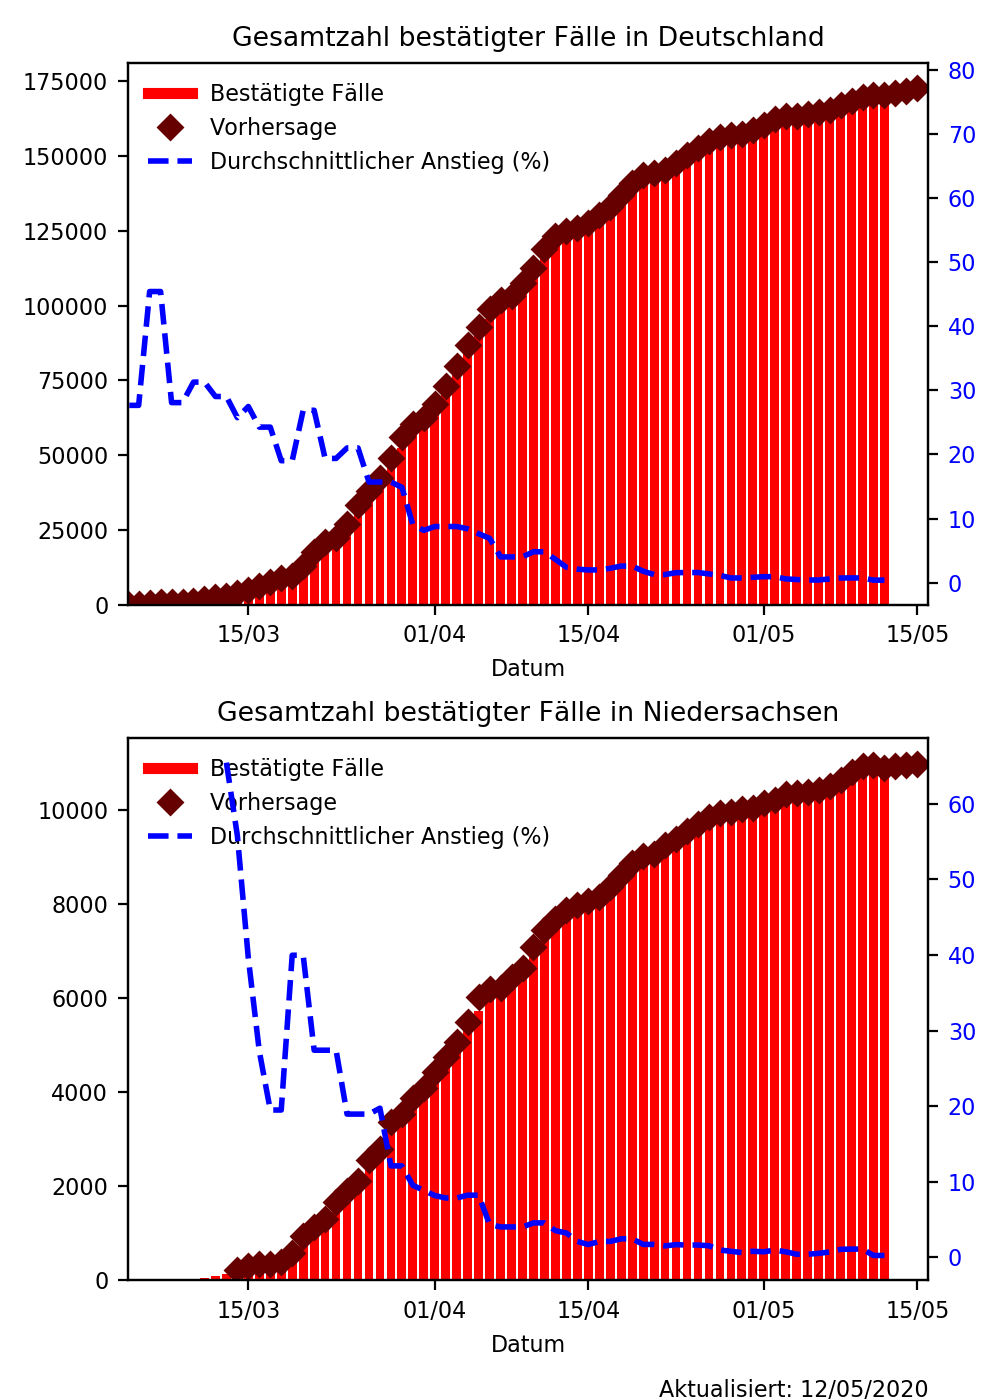 Gesamtzahl bestätigter Fälle in Deutschland
175000
150000
125000
100000
75000
50000
25000
0
Bestätigte Fälle
Vorhersage
Durchschnittlicher Anstieg (%)
80
70
60
50
40
30
20
10
0
15/03 01/04 15/04 01/05 15/05
Datum
Gesamtzahl bestätigter Fälle in Niedersachsen
10000
8000
6000
4000
2000
0
Bestätigte Fälle
Vorhersage
Durchschnittlicher Anstieg (%)
60
50
40
30
20
10
0
15/03 01/04 15/04 01/05 15/05
Datum
Aktualisiert: 12/05/2020